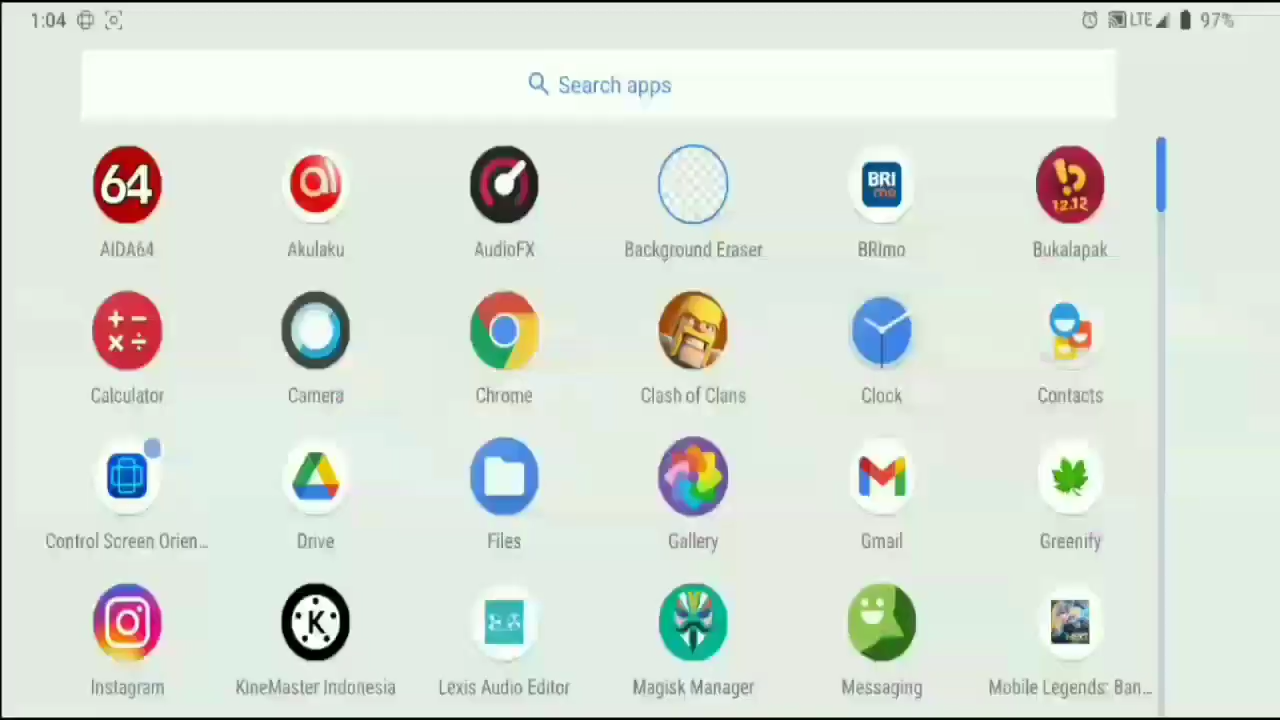 1:04 LTE 97%
Search apps
64
BRI
mo
12.12
AIDA64 Akulaku AudioFX Background Eraser BRImo Bukalapak
Calculator Camera Chrome Clash of Clans Clock Contacts
Control Screen Orien... Drive Files Gallery Gmail Greenify
K
Instagram KineMaster Indonesia Lexis Audio Editor Magisk Manager Messaging Mobile Legends: Ban...